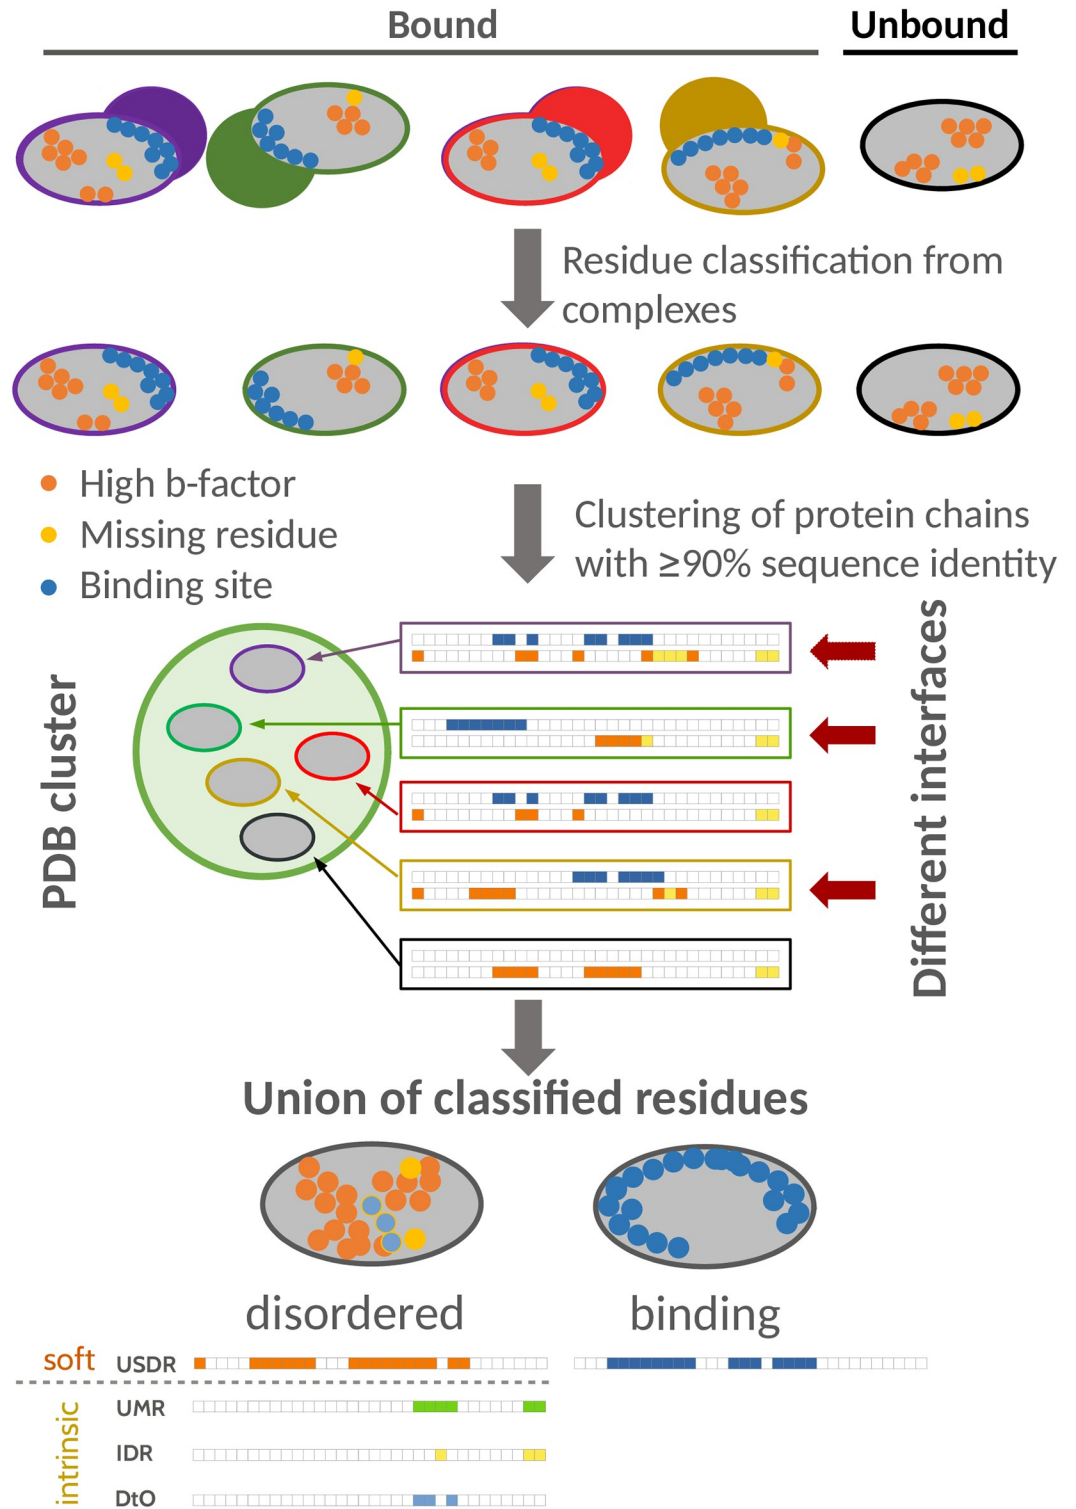 Bound
Unbound
Residue classification from
complexes
High b-factor
Missing residue
Binding site
Clustering of protein chains
with ≥90% sequence identity
PDB cluster
Different interfaces
Union of classified residues
disordered
binding
soft
USDR
intrinsic
UMR
IDR
DtO